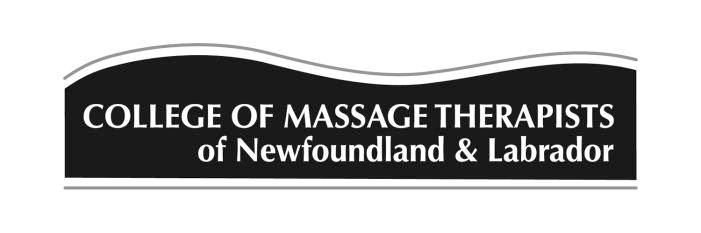 COLLEGE OF MASSAGE THERAPISTS
of Newfoundland & Labrador